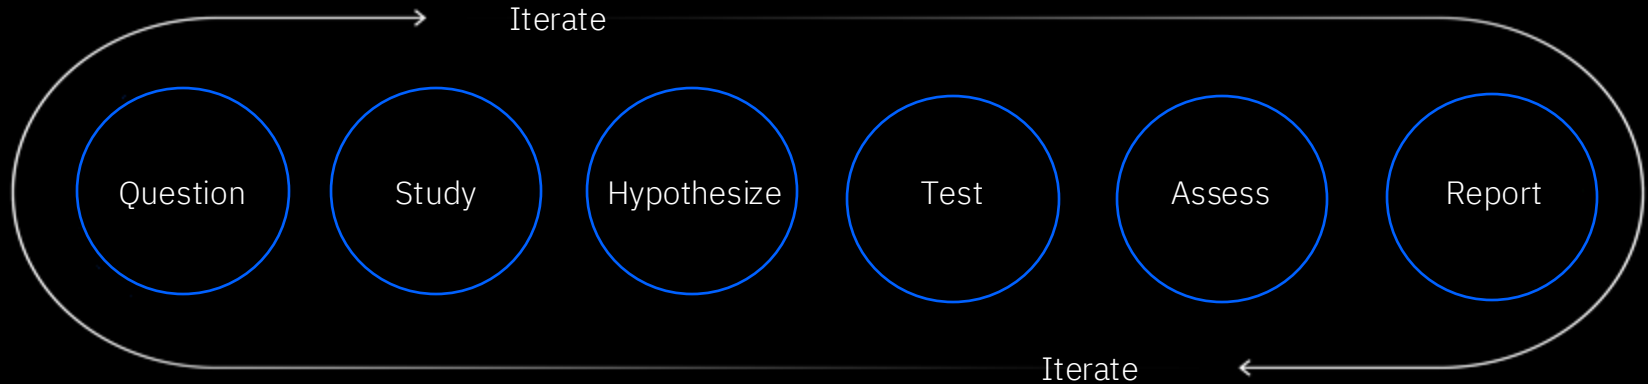 Iterate
Question
Study
Hypothesize
Test
Assess
Report
Iterate